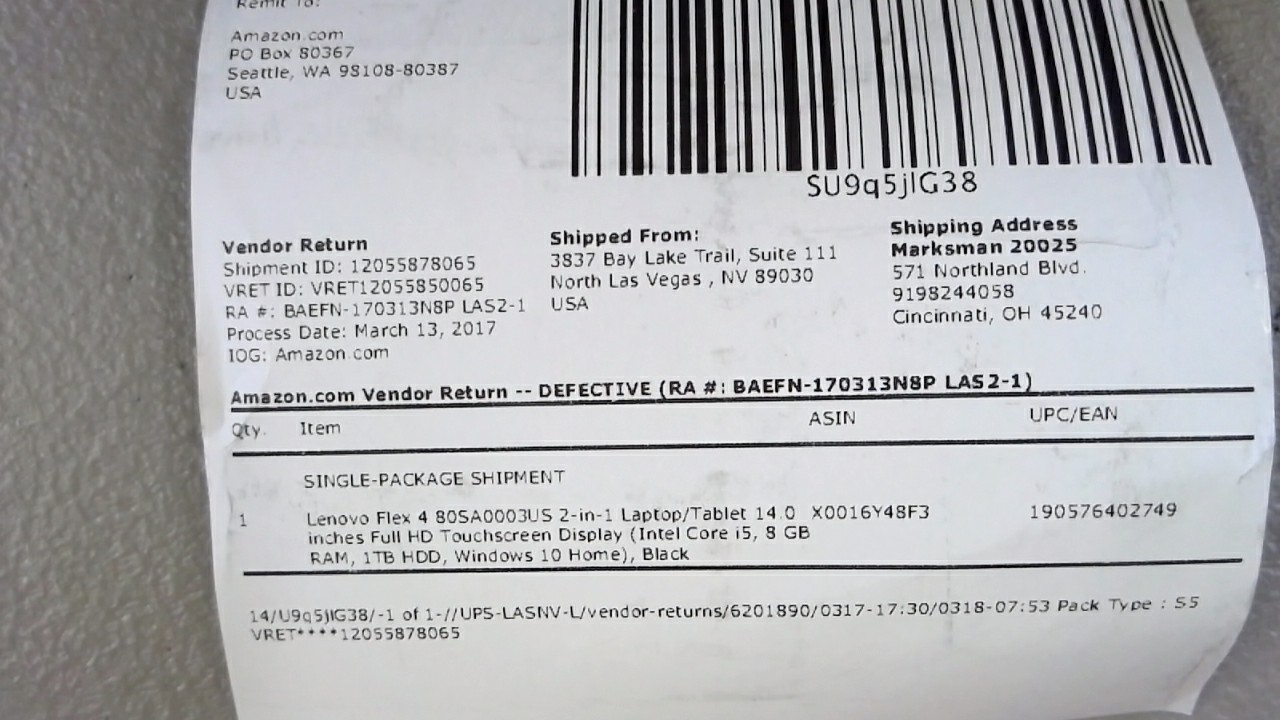 Remit To:
Amazon.com
PO Box 80367
Seattle, WA 98108-80387
USA
SU9q5jlG38
Vendor Return
Shipment ID: 12055878065
VRET ID: VRET12055850065
RA #: BAEFN-170313N8P LAS2-1
Process Date: March 13, 2017
IOG: Amazon.com
Shipped From:
3837 Bay Lake Trail, Suite 111
North Las Vegas , NV 89030
USA
Shipping Address
Marksman 20025
571 Northland Blvd.
9198244058
Cincinnati, OH 45240
Amazon.com Vendor Return -- DEFECTIVE (RA #: BAEFN-170313N8P LAS2-1)
Qty. Item ASIN UPC/EAN
SINGLE-PACKAGE SHIPMENT
1 Lenovo Flex 4 80SA0003US 2-in-1 Laptop/Tablet 14.0 X0016Y48F3 190576402749
inches Full HD Touchscreen Display (Intel Core i5, 8 GB
RAM, 1TB HDD, Windows 10 Home), Black
14/U9q5jlG38/-1 of 1-//UPS-LASNV-L/vendor-returns/6201890/0317-17:30/0318-07:53 Pack Type : S5
VRET****12055878065